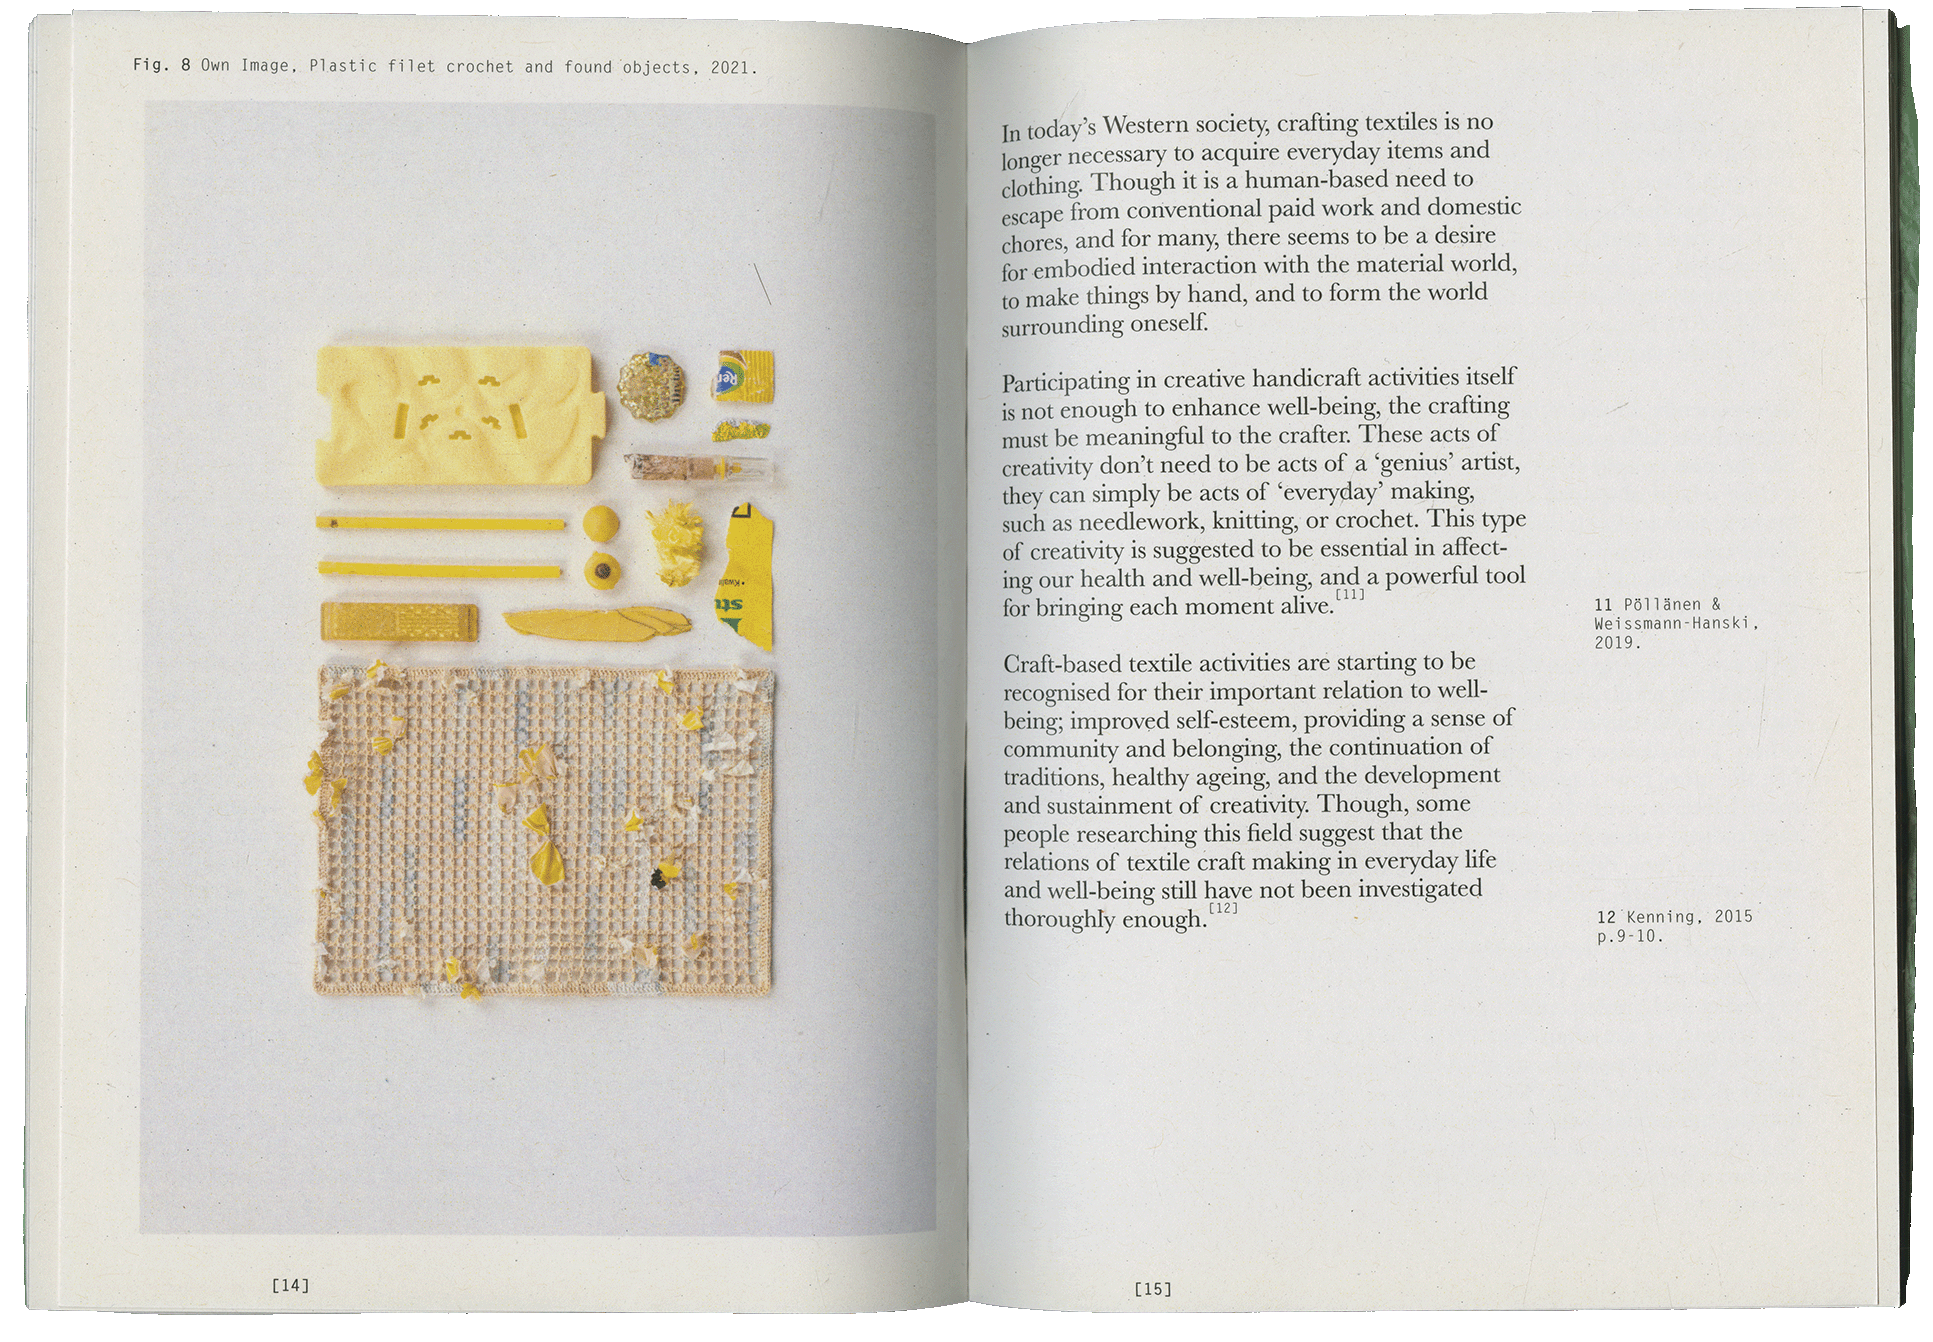 Fig. 8 Own Image, Plastic filet crochet and found objects, 2021.
Ren
Kwalit
[14]
In today's Western society, crafting textiles is no
longer necessary to acquire everyday items and
clothing. Though it is a human-based need to
escape from conventional paid work and domestic
chores, and for many, there seems to be a desire
for embodied interaction with the material world,
to make things by hand, and to form the world
surrounding oneself.
Participating in creative handicraft activities itself
is not enough to enhance well-being, the crafting
must be meaningful to the crafter. These acts of
creativity don't need to be acts of a ‘genius’ artist,
they can simply be acts of ‘everyday’ making,
such as needlework, knitting, or crochet. This type
of creativity is suggested to be essential in affect-
ing our health and well-being, and a powerful tool
for bringing each moment alive.[11]
11 Pöllänen &
Weissmann-Hanski,
2019.
Craft-based textile activities are starting to be
recognised for their important relation to well-
being; improved self-esteem, providing a sense of
community and belonging, the continuation of
traditions, healthy ageing, and the development
and sustainment of creativity. Though, some
people researching this field suggest that the
relations of textile craft making in everyday life
and well-being still have not been investigated
thoroughly enough.[12]
12 Kenning, 2015
p.9-10.
[15]